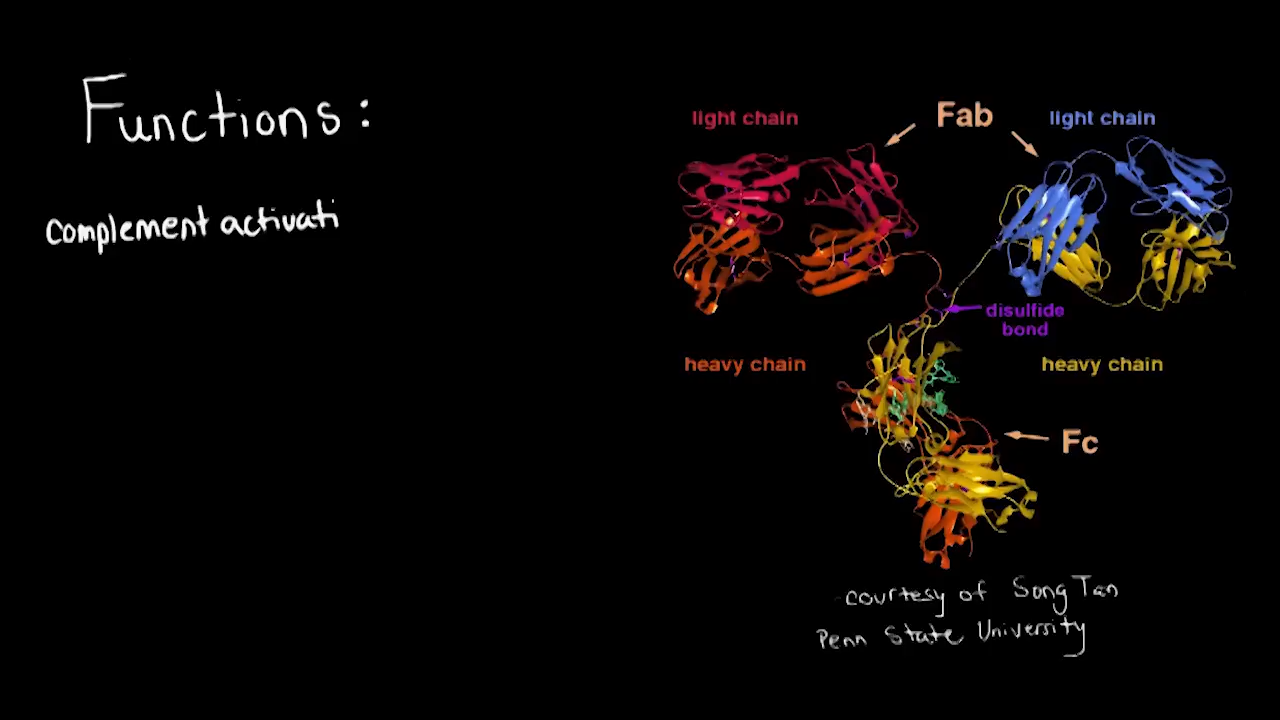 Functions:
complement activati
light chain
Fab
light chain
disulfide
bond
heavy chain
heavy chain
Fc
courtesy of Song Tan
Penn State University